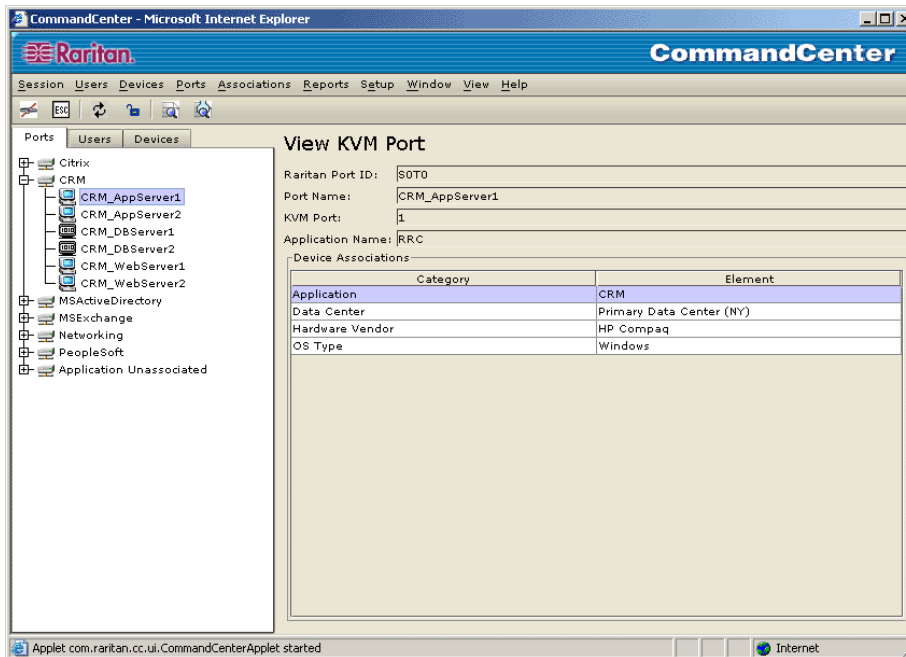 CommandCenter - Microsoft Internet Explorer
Raritan.
CommandCenter
Session Users Devices Ports Associations Reports Setup Window View Help
ESC
Ports Users Devices
Citrix
CRM
CRM_AppServer1
CRM_AppServer2
CRM_DBServer1
CRM_DBServer2
CRM_WebServer1
CRM_WebServer2
MSActiveDirectory
MSExchange
Networking
PeopleSoft
Application Unassociated
View KVM Port
Raritan Port ID: S0T0
Port Name: CRM_AppServer1
KVM Port: 1
Application Name: RRC
Device Associations
Category Element
Application CRM
Data Center Primary Data Center (NY)
Hardware Vendor HP Compaq
OS Type Windows
Applet com.raritan.cc.ui.CommandCenterApplet started
Internet